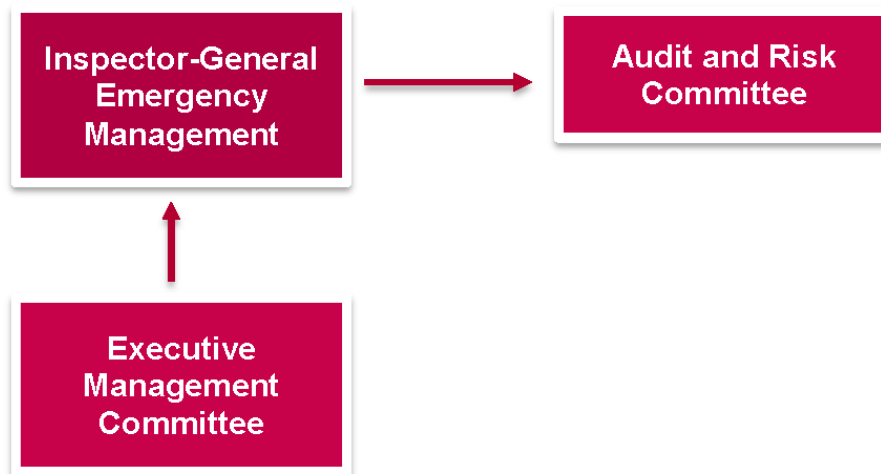 Inspector-General
Emergency
Management
Audit and Risk
Committee
Executive
Management
Committee